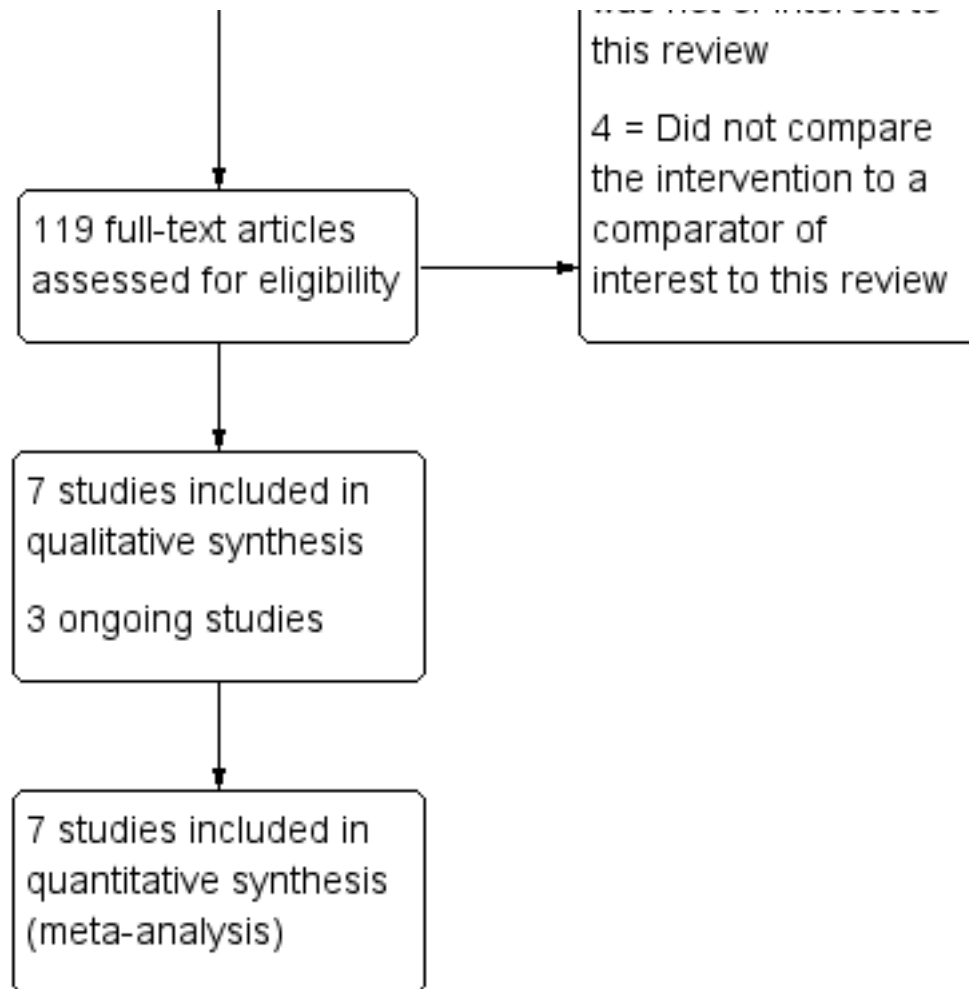 this review
4 = Did not compare
the intervention to a
comparator of
interest to this review
119 full-text articles
assessed for eligibility
7 studies included in
qualitative synthesis
3 ongoing studies
7 studies included in
quantitative synthesis
(meta-analysis)